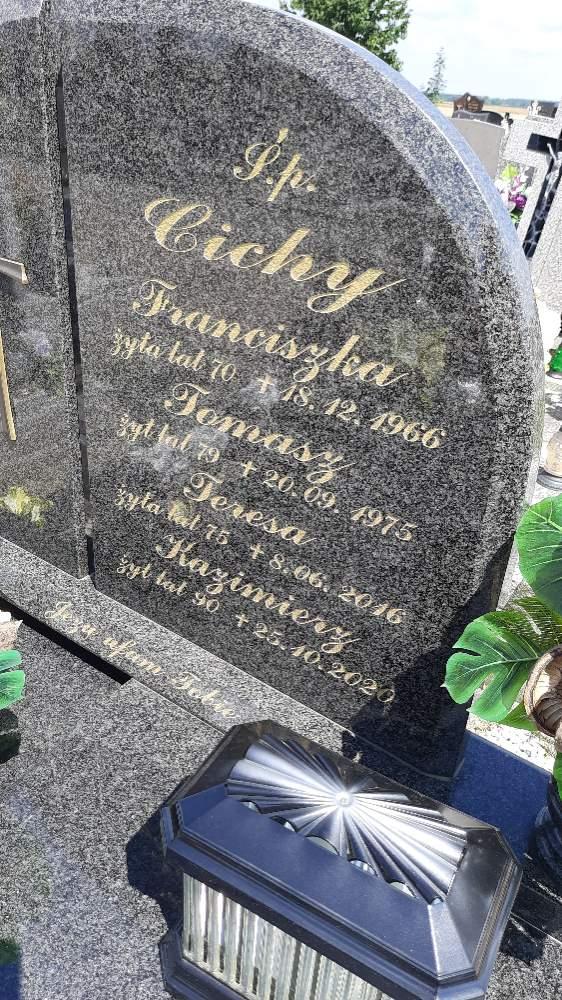 Ś.p.
Cichy
Franciszka
żyła lat 70 + 18.12.1966
Tomasz
żył lat 79 + 20.09.1975
Teresa
żyła lat 75 + 8.06.2016
Kazimierz
żył lat 90 + 25.10.2020
Jezu ufam Tobie